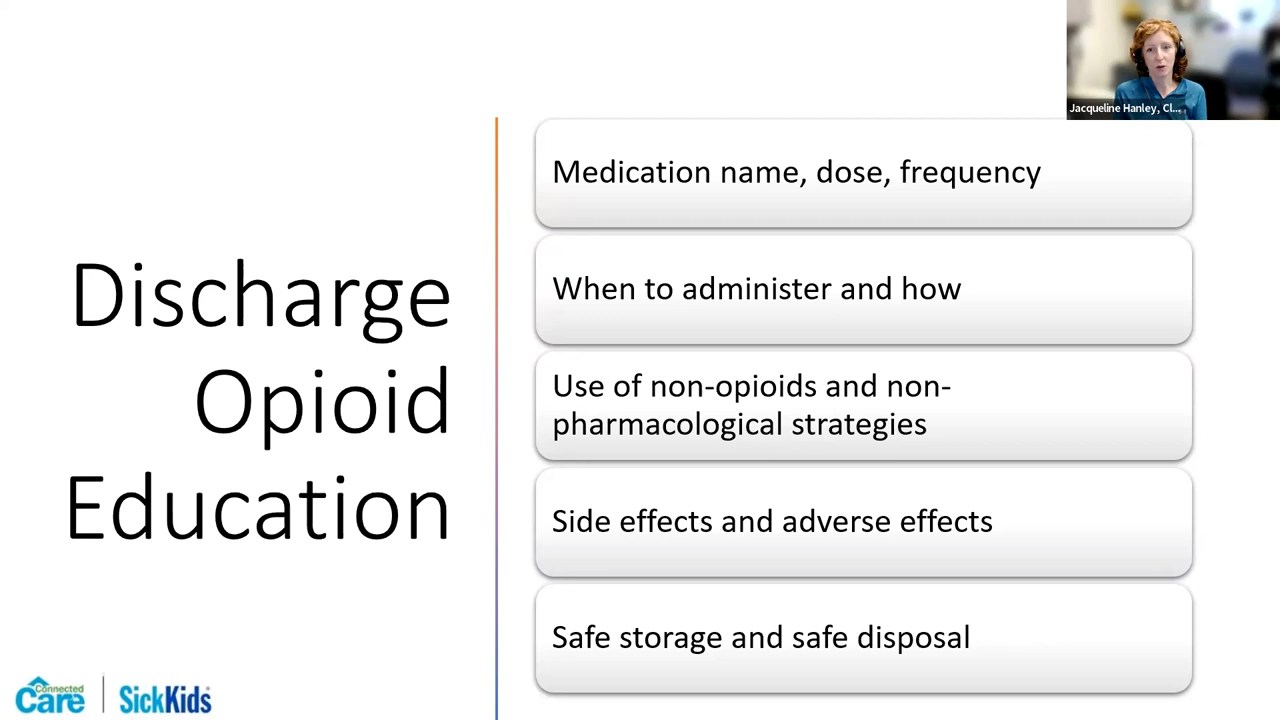 Jacqueline Hanley, Cl...
Discharge
Opioid
Education
Medication name, dose, frequency
When to administer and how
Use of non-opioids and non-
pharmacological strategies
Side effects and adverse effects
Safe storage and safe disposal
Connected
Care
SickKids